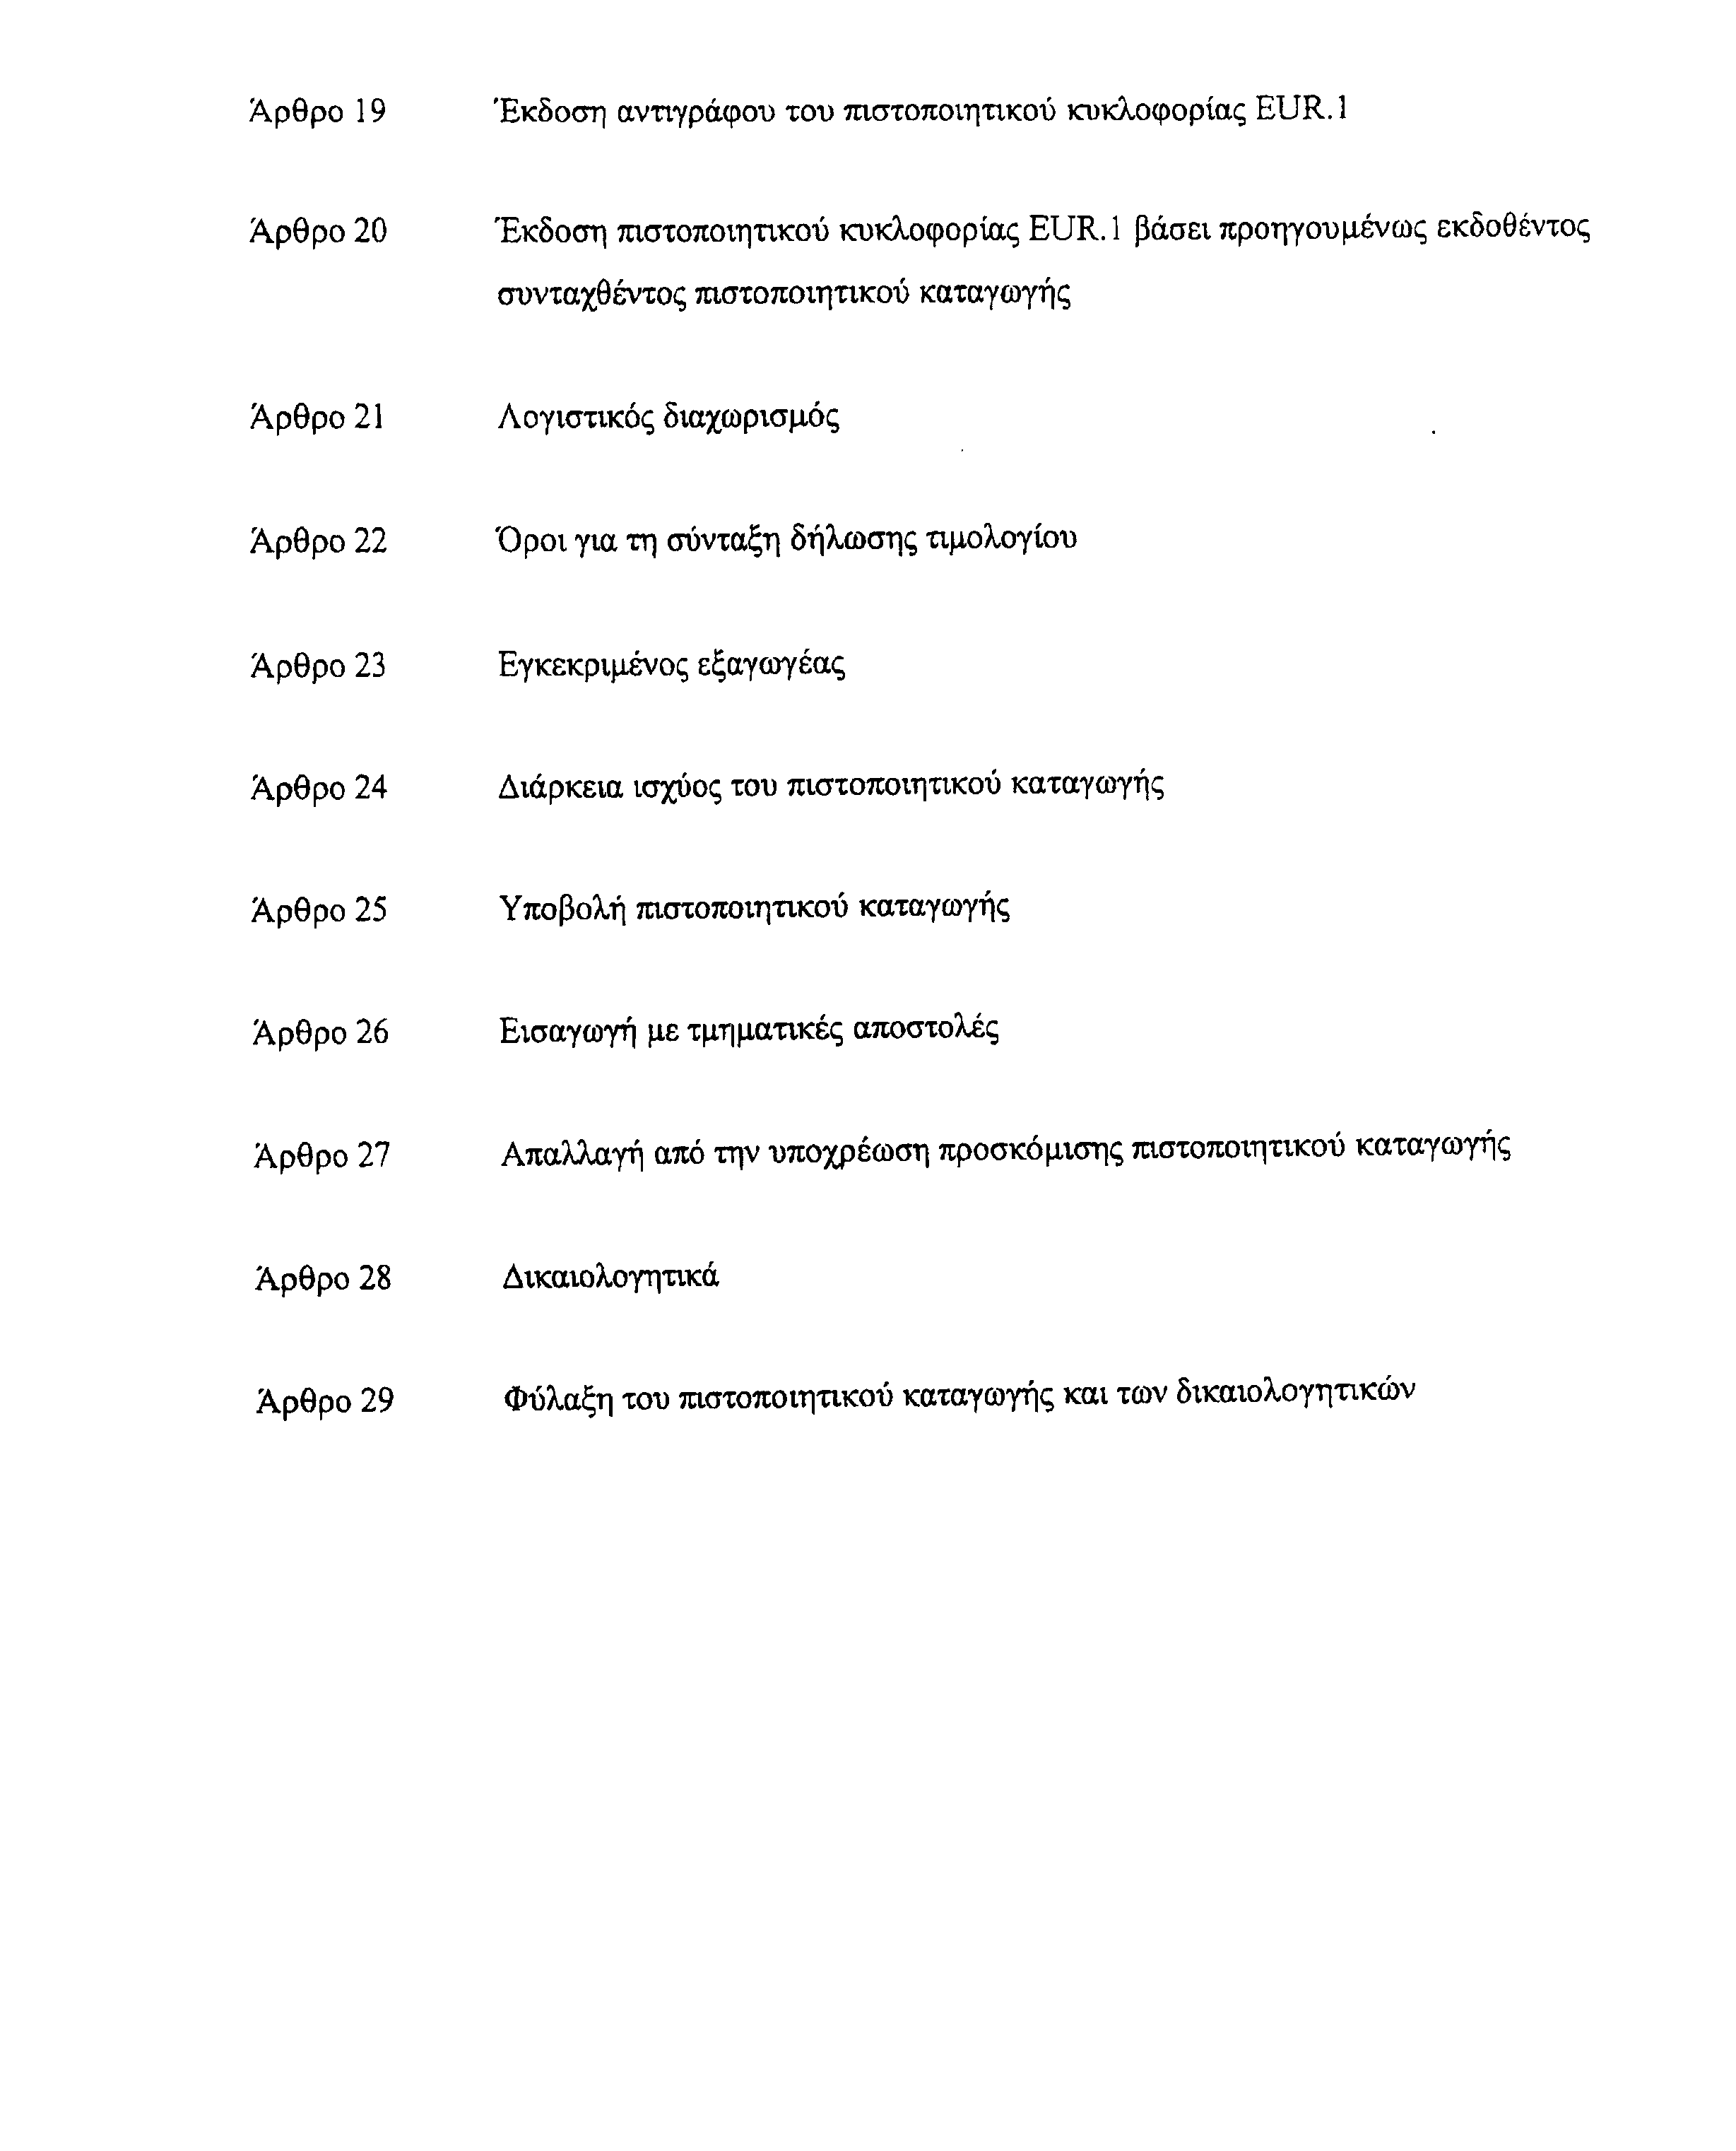 Άρθρο 19 Έκδοση αντιγράφου του πιστοποιητικού κυκλοφορίας EUR.1
Άρθρο 20 Έκδοση πιστοποιητικού κυκλοφορίας EUR.1 βάσει προηγουμένως εκδοθέντος
συνταχθέντος πιστοποιητικού καταγωγής
Άρθρο 21 Λογιστικός διαχωρισμός
Άρθρο 22 Όροι για τη σύνταξη δήλωσης τιμολογίου
Άρθρο 23 Εγκεκριμένος εξαγωγέας
Άρθρο 24 Διάρκεια ισχύος του πιστοποιητικού καταγωγής
Άρθρο 25 Υποβολή πιστοποιητικού καταγωγής
Άρθρο 26 Εισαγωγή με τμηματικές αποστολές
Άρθρο 27 Απαλλαγή από την υποχρέωση προσκόμισης πιστοποιητικού καταγωγής
Άρθρο 28 Δικαιολογητικά
Άρθρο 29 Φύλαξη του πιστοποιητικού καταγωγής και των δικαιολογητικών